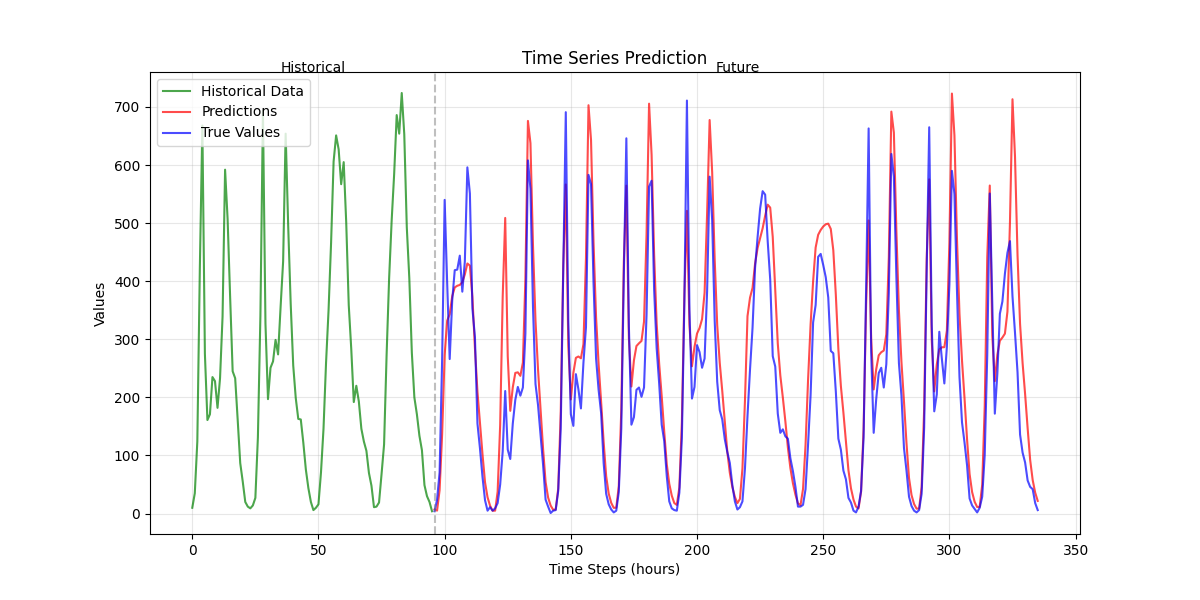 Time Series Prediction
Historical
Future
Historical Data
Predictions
True Values
Values
700
600
500
400
300
200
100
0
0
50
100
150
200
250
300
350
Time Steps (hours)